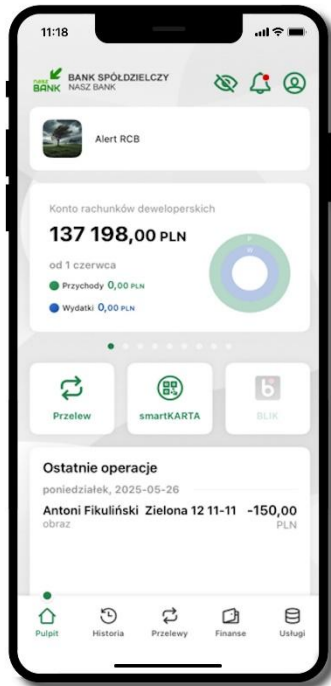 11:18
nasz
BANK
BANK SPÓŁDZIELCZY
NASZ BANK
Alert RCB
Konto rachunków deweloperskich
137 198,00 PLN
od 1 czerwca
Przychody 0,00 PLN
Wydatki 0,00 PLN
P
W
Przelew
smartKARTA
BLIK
Ostatnie operacje
poniedziałek, 2025-05-26
Antoni Fikuliński Zielona 12 11-11 -150,00
obraz PLN
Pulpit
Historia
Przelewy
Finanse
Usługi